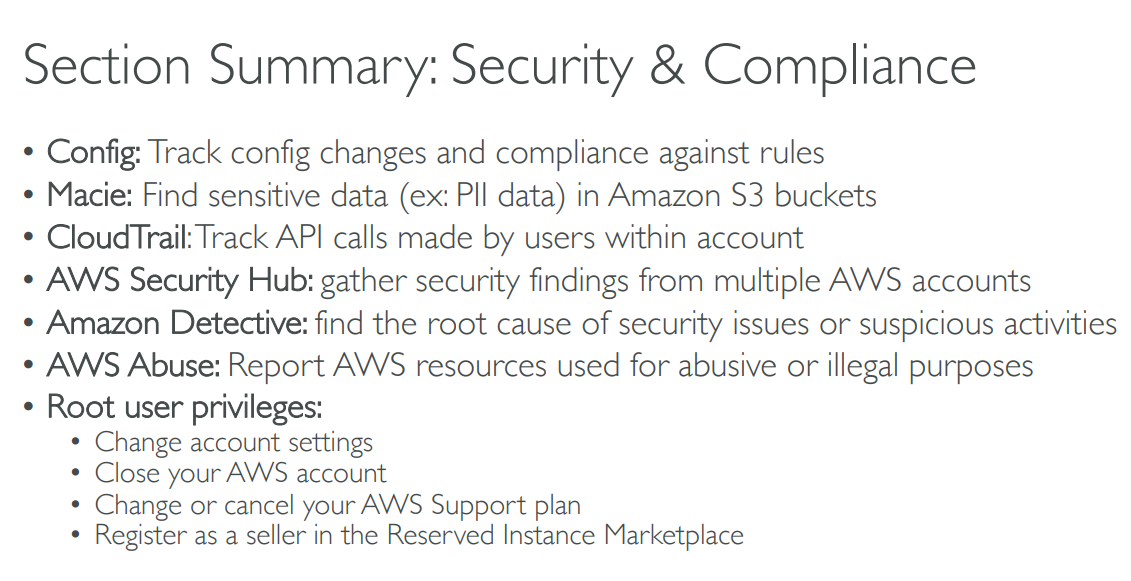 Section Summary: Security & Compliance
• Config: Track config changes and compliance against rules
• Macie: Find sensitive data (ex: PII data) in Amazon S3 buckets
• CloudTrail: Track API calls made by users within account
• AWS Security Hub: gather security findings from multiple AWS accounts
• Amazon Detective: find the root cause of security issues or suspicious activities
• AWS Abuse: Report AWS resources used for abusive or illegal purposes
• Root user privileges:
• Change account settings
• Close your AWS account
• Change or cancel your AWS Support plan
• Register as a seller in the Reserved Instance Marketplace